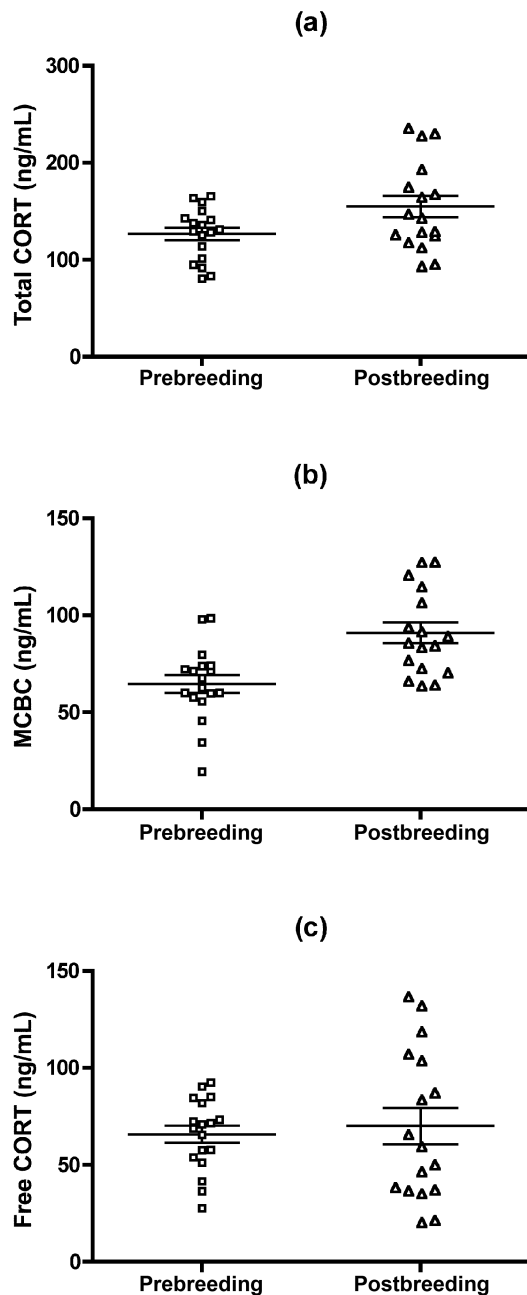 (a)
Total CORT (ng/mL)
300
200
100
0
Prebreeding Postbreeding
(b)
MCBC (ng/mL)
150
100
50
0
Prebreeding Postbreeding
(c)
Free CORT (ng/mL)
150
100
50
0
Prebreeding Postbreeding